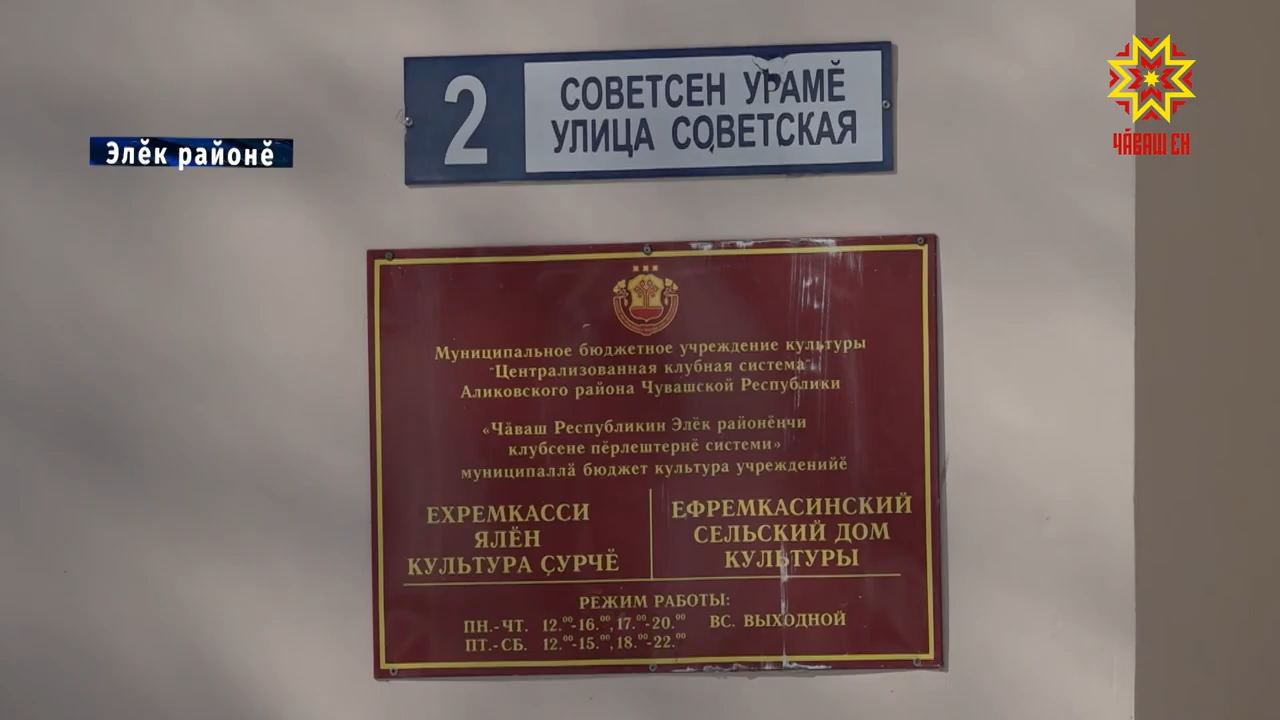 2
СОВЕТСЕН УРАМӖ
УЛИЦА СОВЕТСКАЯ
ЧӐВАШ ЕН
Элӗк районӗ
Муниципальное бюджетное учреждение культуры
"Централизованная клубная система"
Аликовского района Чувашской Республики
«Чӑваш Республикин Элӗк районӗнчи
клубсене пӗрлештернӗ системи»
муниципаллӑ бюджет культура учрежденийӗ
ЕХРЕМКАССИ
ЯЛӖН
КУЛЬТУРА ҪУРЧӖ
ЕФРЕМКАСИНСКИЙ
СЕЛЬСКИЙ ДОМ
КУЛЬТУРЫ
РЕЖИМ РАБОТЫ:
ПН.-ЧТ. 12.00-16.00,17.00-20.00 ВС. ВЫХОДНОЙ
ПТ.-СБ. 12.00-15.00,18.00-22.00